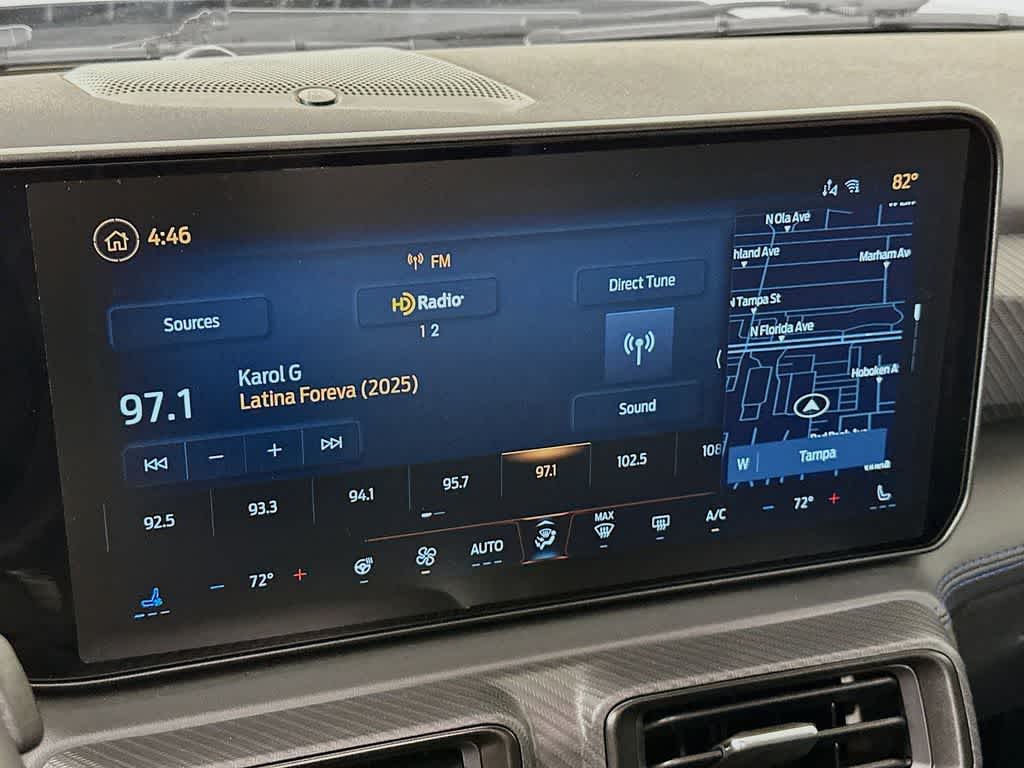 82°
4:46
N Ola Ave
FM
hland Ave
Marham Av
Direct Tune
HD Radio
Sources
1 2
N Tampa St
N Florida Ave
Karol G
Latina Foreva (2025)
97.1
Hoboken A
Sound
W Tampa
92.5 93.3 94.1 95.7 97.1 102.5 108
72° AUTO MAX A/C 72°